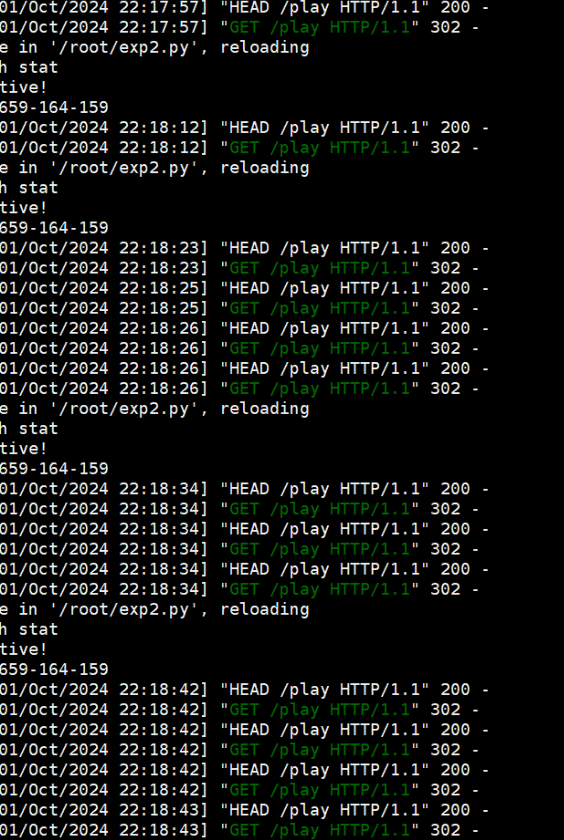 01/Oct/2024 22:17:57] "HEAD /play HTTP/1.1" 200 -
01/Oct/2024 22:17:57] "GET /play HTTP/1.1" 302 -
e in '/root/exp2.py', reloading
h stat
tive!
659-164-159
01/Oct/2024 22:18:12] "HEAD /play HTTP/1.1" 200 -
01/Oct/2024 22:18:12] "GET /play HTTP/1.1" 302 -
e in '/root/exp2.py', reloading
h stat
tive!
659-164-159
01/Oct/2024 22:18:23] "HEAD /play HTTP/1.1" 200 -
01/Oct/2024 22:18:23] "GET /play HTTP/1.1" 302 -
01/Oct/2024 22:18:25] "HEAD /play HTTP/1.1" 200 -
01/Oct/2024 22:18:25] "GET /play HTTP/1.1" 302 -
01/Oct/2024 22:18:26] "HEAD /play HTTP/1.1" 200 -
01/Oct/2024 22:18:26] "GET /play HTTP/1.1" 302 -
01/Oct/2024 22:18:26] "HEAD /play HTTP/1.1" 200 -
01/Oct/2024 22:18:26] "GET /play HTTP/1.1" 302 -
e in '/root/exp2.py', reloading
h stat
tive!
659-164-159
01/Oct/2024 22:18:34] "HEAD /play HTTP/1.1" 200 -
01/Oct/2024 22:18:34] "GET /play HTTP/1.1" 302 -
01/Oct/2024 22:18:34] "HEAD /play HTTP/1.1" 200 -
01/Oct/2024 22:18:34] "GET /play HTTP/1.1" 302 -
01/Oct/2024 22:18:34] "HEAD /play HTTP/1.1" 200 -
01/Oct/2024 22:18:34] "GET /play HTTP/1.1" 302 -
e in '/root/exp2.py', reloading
h stat
tive!
659-164-159
01/Oct/2024 22:18:42] "HEAD /play HTTP/1.1" 200 -
01/Oct/2024 22:18:42] "GET /play HTTP/1.1" 302 -
01/Oct/2024 22:18:42] "HEAD /play HTTP/1.1" 200 -
01/Oct/2024 22:18:42] "GET /play HTTP/1.1" 302 -
01/Oct/2024 22:18:42] "HEAD /play HTTP/1.1" 200 -
01/Oct/2024 22:18:42] "GET /play HTTP/1.1" 302 -
01/Oct/2024 22:18:43] "HEAD /play HTTP/1.1" 200 -
01/Oct/2024 22:18:43] "GET /play HTTP/1.1" 302 -